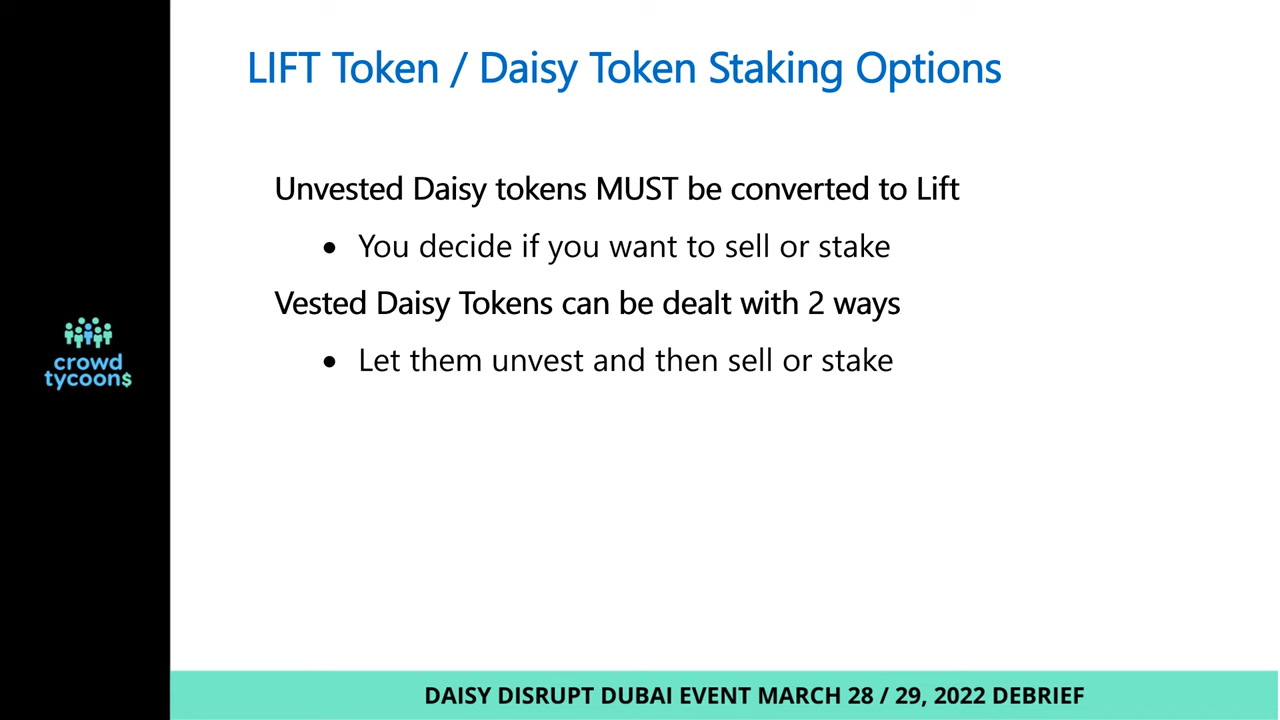 LIFT Token / Daisy Token Staking Options
Unvested Daisy tokens MUST be converted to Lift
• You decide if you want to sell or stake
Vested Daisy Tokens can be dealt with 2 ways
• Let them unvest and then sell or stake
crowd
tycoon$
DAISY DISRUPT DUBAI EVENT MARCH 28 / 29, 2022 DEBRIEF